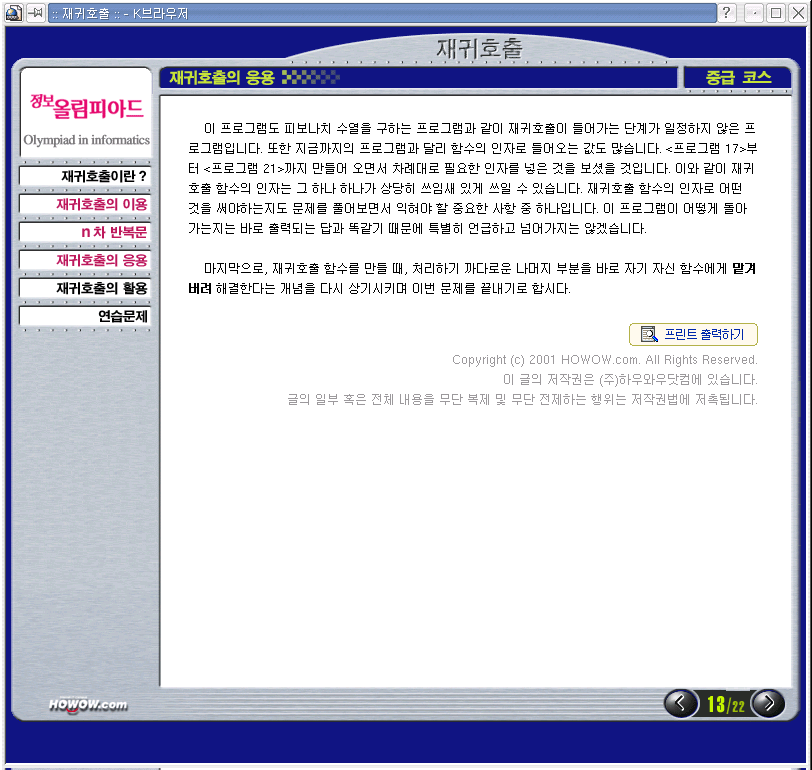 :: 재귀호출 :: - K브라우저
재귀호출
재귀호출의 응용
중급 코스
정보올림피아드
Olympiad in informatics
재귀호출이란 ?
재귀호출의 이용
n 차 반복문
재귀호출의 응용
재귀호출의 활용
연습문제
이 프로그램도 피보나치 수열을 구하는 프로그램과 같이 재귀호출이 들어가는 단계가 일정하지 않은 프
로그램입니다. 또한 지금까지의 프로그램과 달리 함수의 인자로 들어오는 값도 많습니다. <프로그램 17>부
터 <프로그램 21>까지 만들어 오면서 차례대로 필요한 인자를 넣은 것을 보셨을 것입니다. 이와 같이 재귀
호출 함수의 인자는 그 하나 하나가 상당히 쓰임새 있게 쓰일 수 있습니다. 재귀호출 함수의 인자로 어떤
것을 써야하는지도 문제를 풀어보면서 익혀야 할 중요한 사항 중 하나입니다. 이 프로그램이 어떻게 돌아
가는지는 바로 출력되는 답과 똑같기 때문에 특별히 언급하고 넘어가지는 않겠습니다.
마지막으로, 재귀호출 함수를 만들 때, 처리하기 까다로운 나머지 부분을 바로 자기 자신 함수에게 맡겨
버려 해결한다는 개념을 다시 상기시키며 이번 문제를 끝내기로 합시다.
프린트 출력하기
Copyright (c) 2001 HOWOW.com. All Rights Reserved.
이 글의 저작권은 (주)하우와우닷컴에 있습니다.
글의 일부 혹은 전체 내용을 무단 복제 및 무단 전제하는 행위는 저작권법에 저촉됩니다.
HOWOW.com
13/22